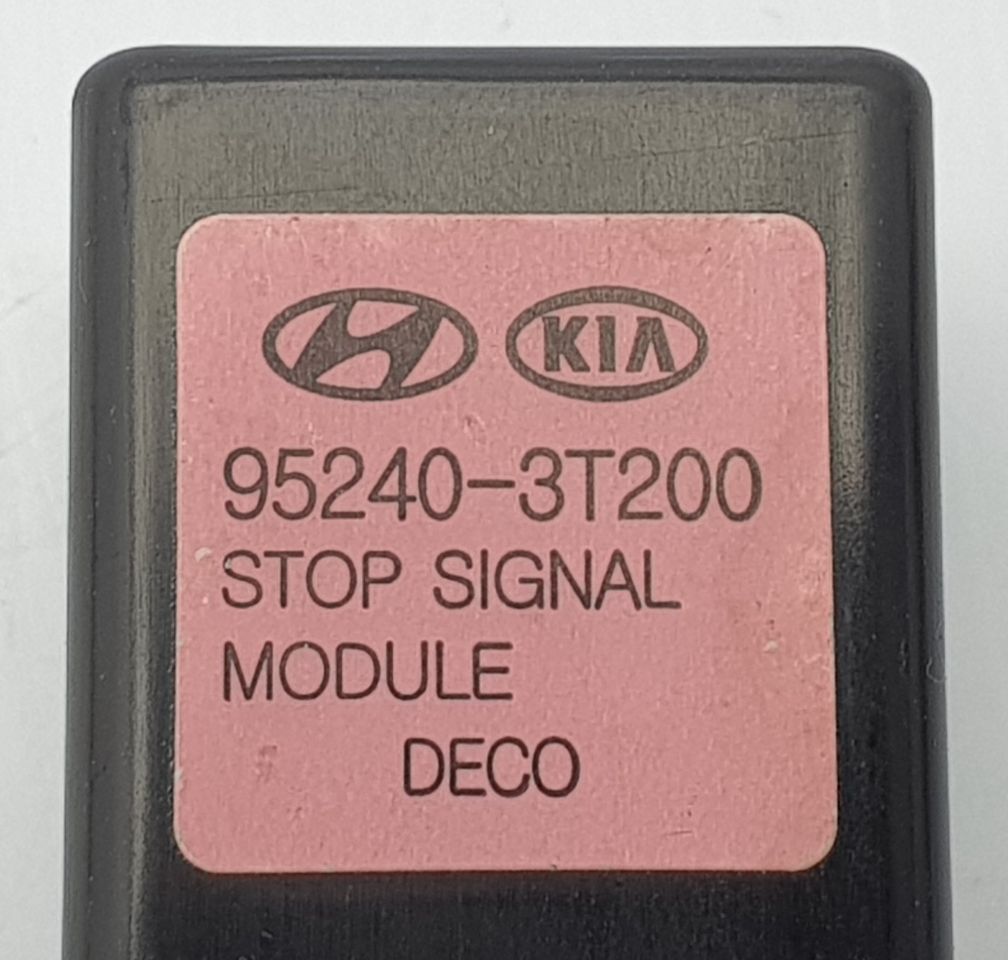 KIA
95240-3T200
STOP SIGNAL
MODULE
DECO